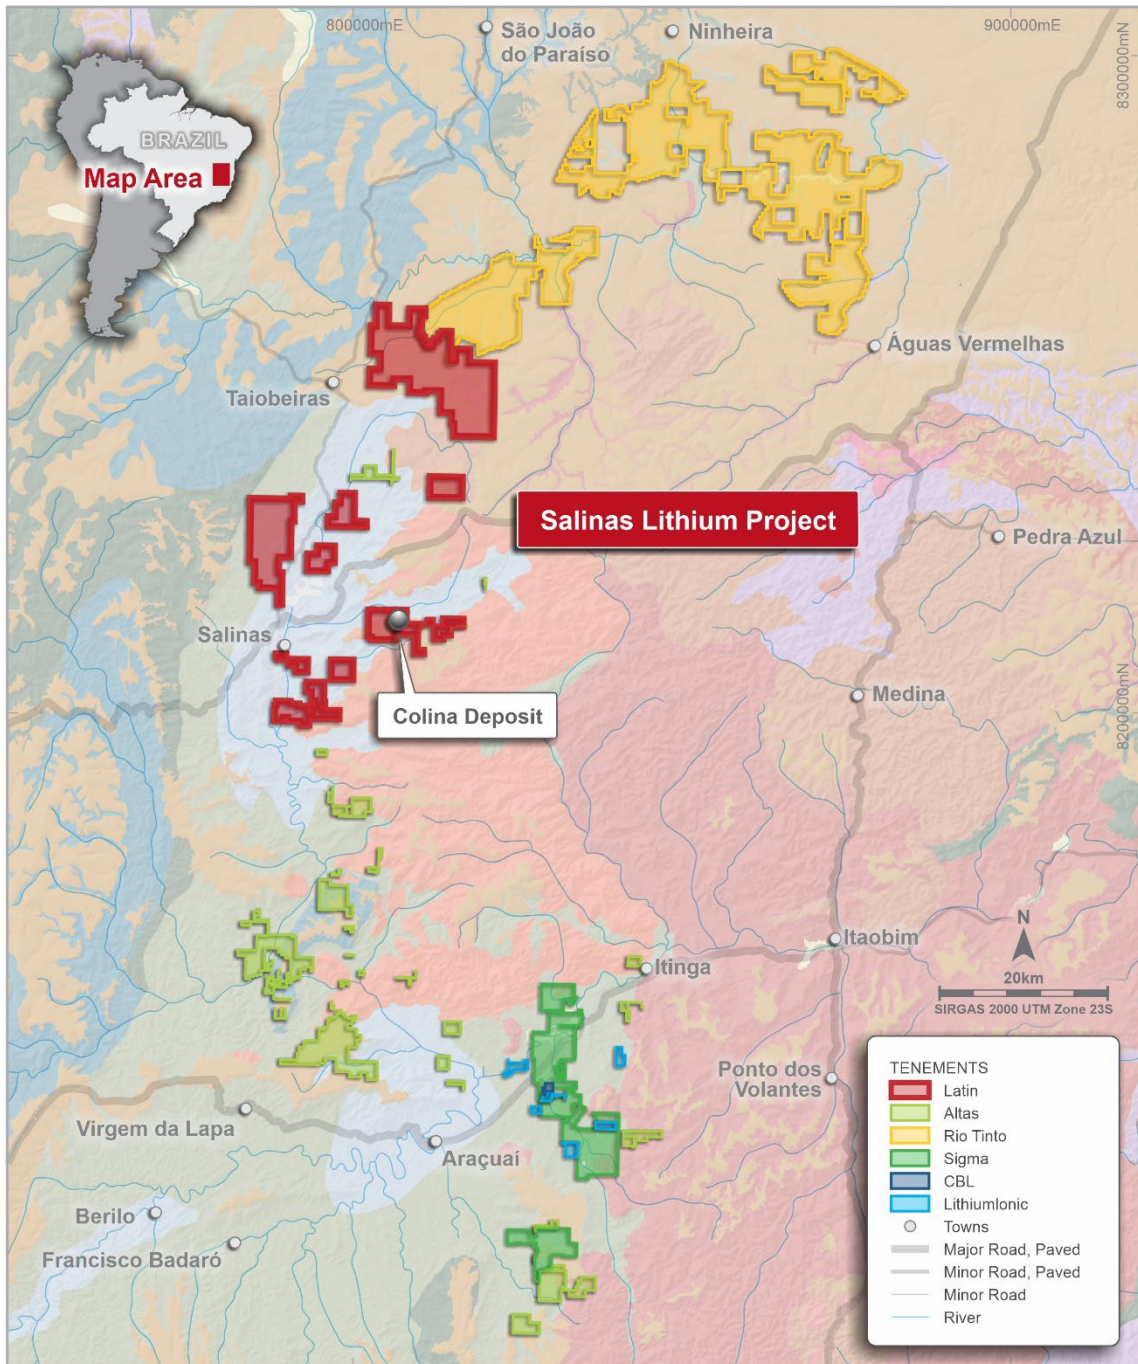 800000mE
900000mE
8300000mN
São João
do Paraíso
Ninheira
BRAZIL
Map Area
Águas Vermelhas
Taiobeiras
Salinas Lithium Project
Pedra Azul
Salinas
Colina Deposit
Medina
8200000mN
N
Itaobim
Itinga
20km
SIRGAS 2000 UTM Zone 23S
Ponto dos
Volantes
Virgem da Lapa
Araçuaí
Berilo
Francisco Badaró
TENEMENTS
Latin
Altas
Rio Tinto
Sigma
CBL
LithiumIonic
Towns
Major Road, Paved
Minor Road, Paved
Minor Road
River